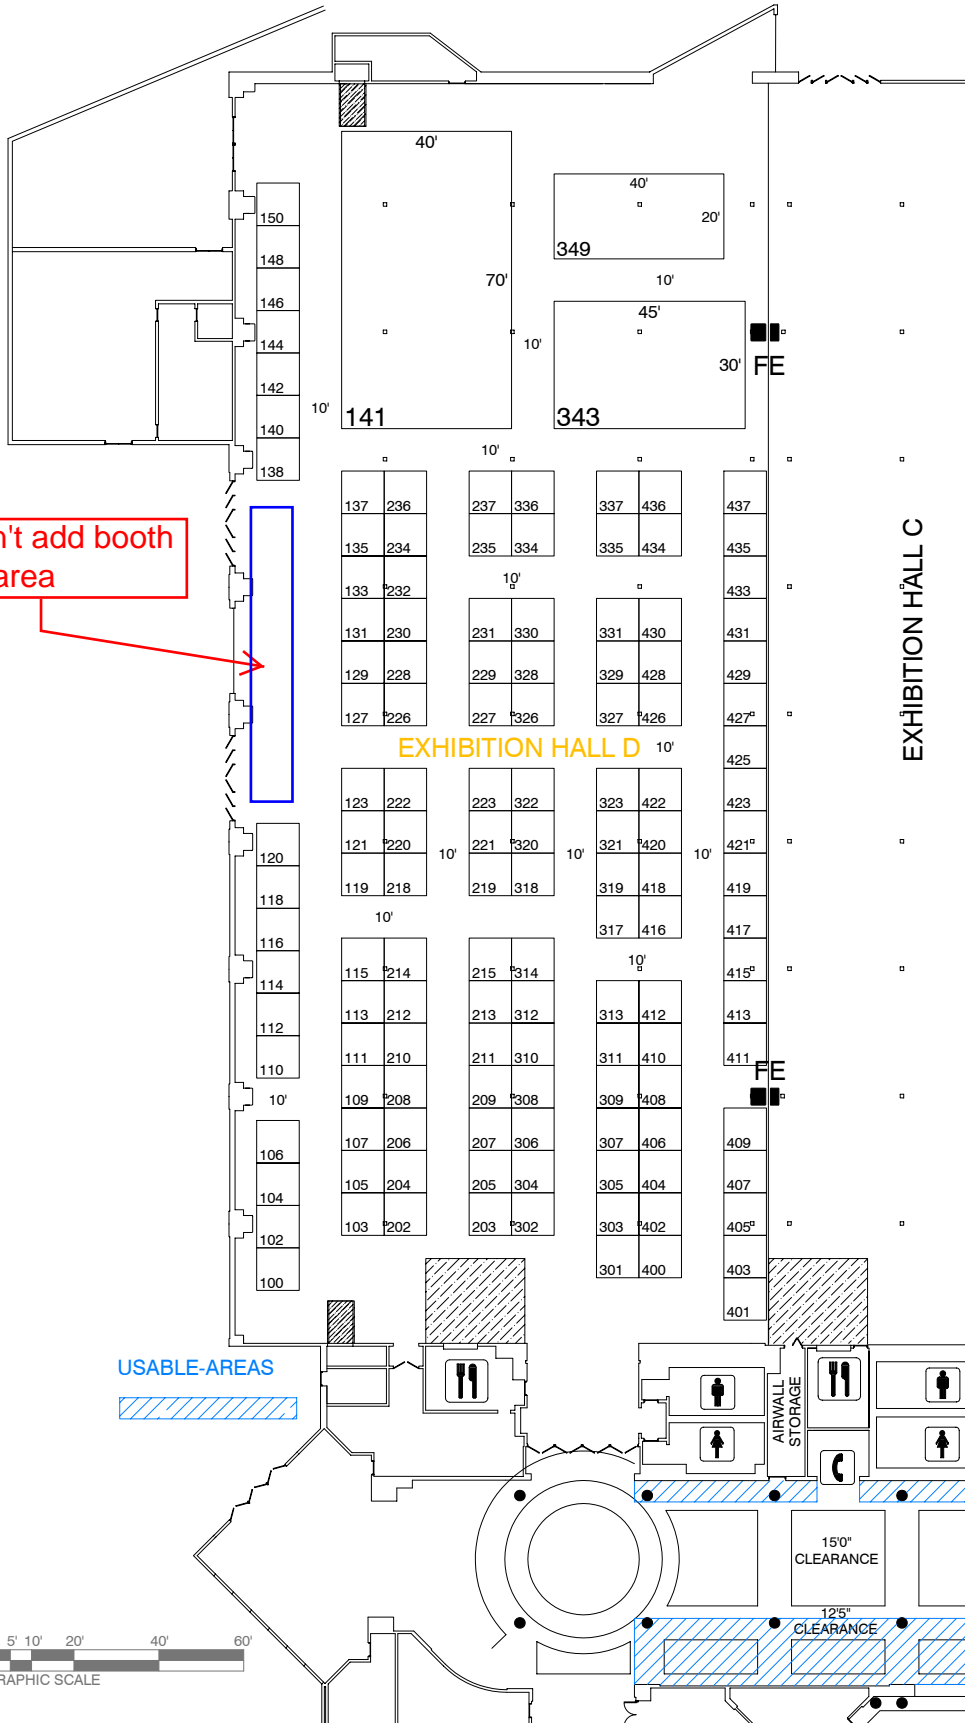 40'
40'
20'
150
349
148
10'
70'
146
45'
10'
144
30'
FE
142
10'
141
343
140
10'
138
137 236 237 336 337 436 437
n't add booth
area
135 234 235 334 335 434 435
10'
133 232 433
131 230 231 330 331 430 431
129 228 229 328 329 428 429
127 226 227 326 327 426 427
EXHIBITION HALL D
10'
EXHIBITION HALL C
425
123 222 223 322 323 422 423
120 121 220 10' 221 320 10' 321 420 10' 421
118 119 218 219 318 319 418 419
10'
116 317 416 417
10'
114 115 214 215 314 415
112 113 212 213 312 313 412 413
110 111 210 211 310 311 410 411
FE
10'
109 208 209 308 309 408
106 107 206 207 306 307 406 409
104 105 204 205 304 305 404 407
102 103 202 203 302 303 402 405
100 301 400 403
401
USABLE-AREAS
AIRWALL
STORAGE
15'0"
CLEARANCE
12'5"
CLEARANCE
5' 10' 20' 40' 60'
RAPHIC SCALE